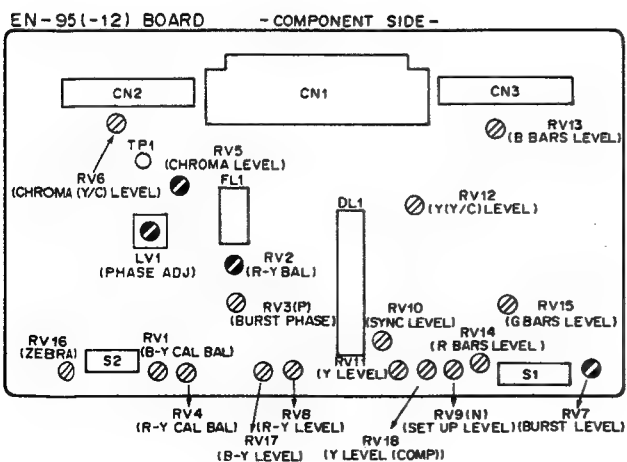 EN-95(-12) BOARD -COMPONENT SIDE-
CN2
CN1
CN3
TP1
RV6
(CHROMA (Y/C) LEVEL)
RV5
(CHROMA LEVEL)
FL1
RV13
(B BARS LEVEL)
DL1
RV12
(Y(Y/C) LEVEL)
LV1
(PHASE ADJ)
RV2
(R-Y BAL)
RV3(P)
(BURST PHASE)
RV10
(SYNC LEVEL)
RV15
(G BARS LEVEL)
RV16
(ZEBRA)
S2
RV1
(B-Y CAL BAL)
RV11
(Y LEVEL)
RV14
(R BARS LEVEL)
S1
RV4
(R-Y CAL BAL)
RV17
(B-Y LEVEL)
RV8
(R-Y LEVEL)
RV18
(Y LEVEL (COMP))
RV9(N)
(SET UP LEVEL)
RV7
(BURST LEVEL)